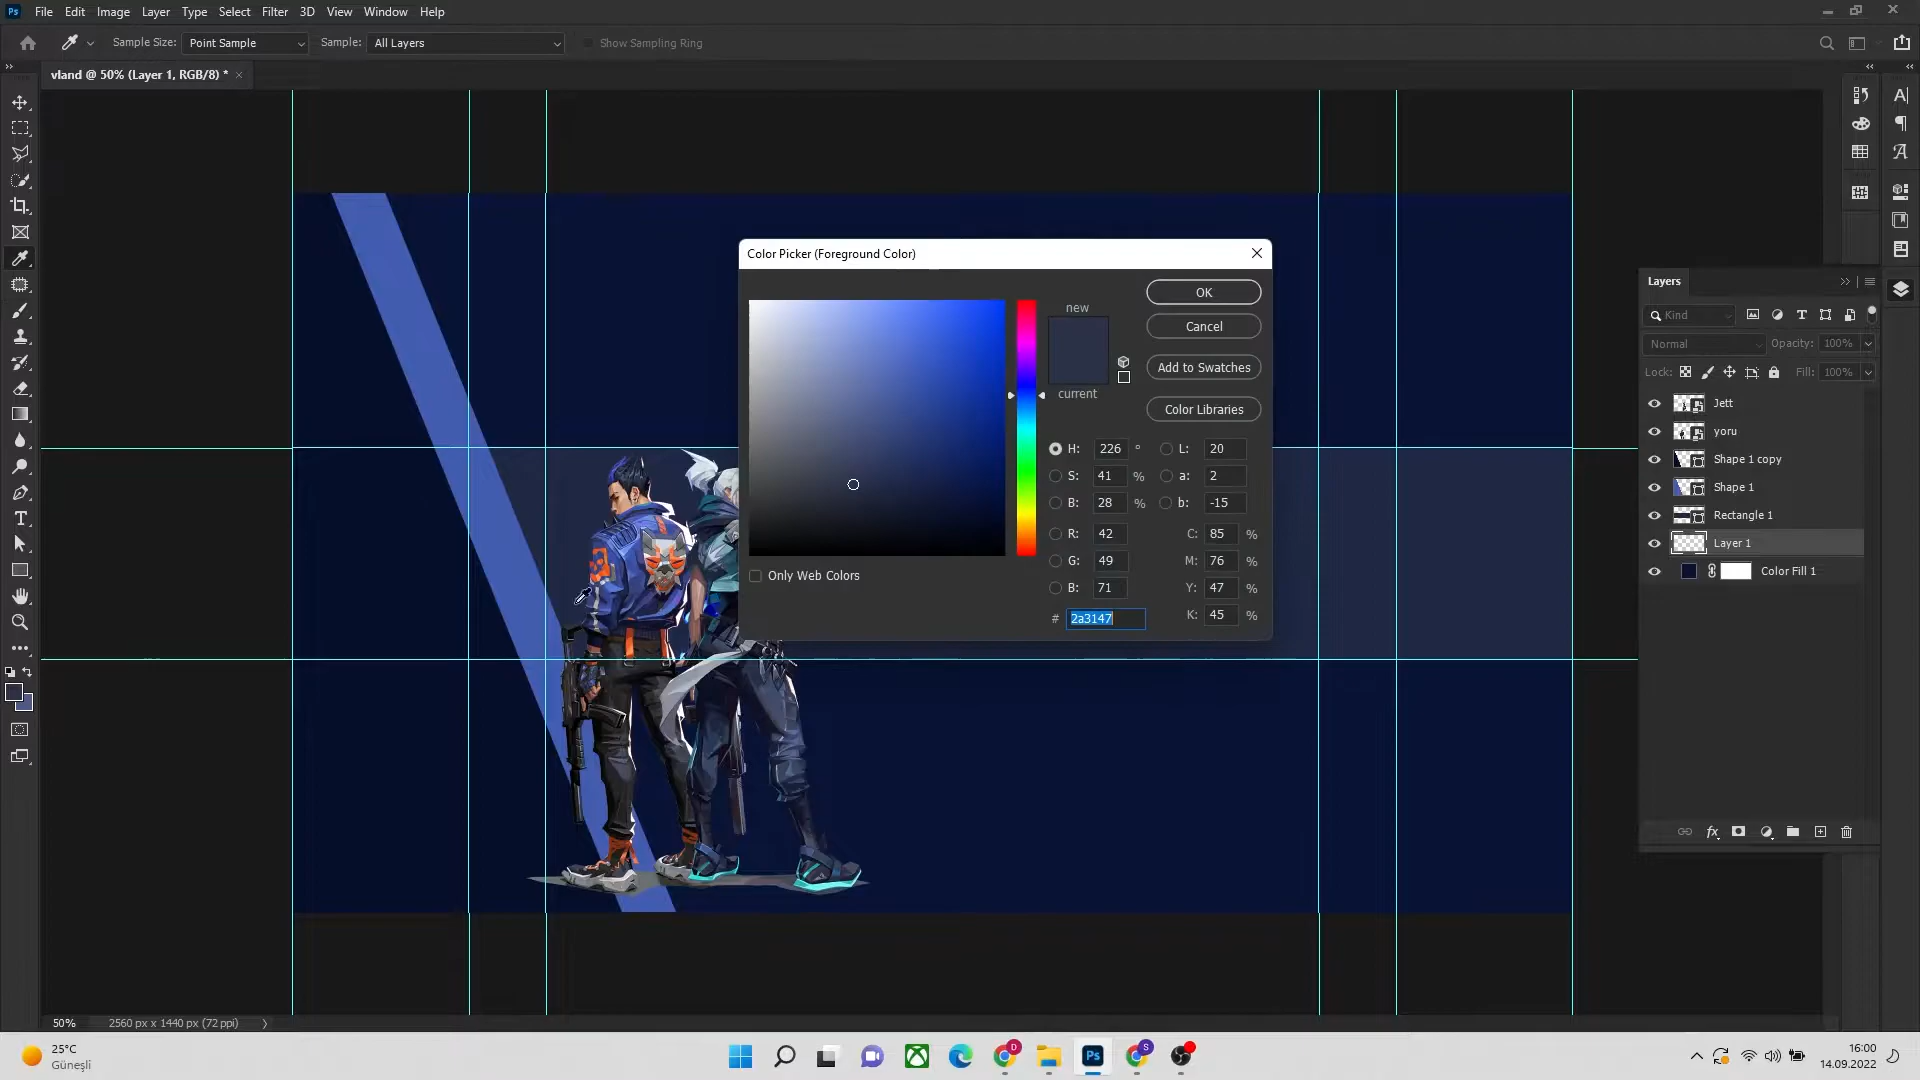 Ps File Edit Image Layer Type Select Filter 3D View Window Help
Sample Size: Point Sample Sample: All Layers Show Sampling Ring
vland @ 50% (Layer 1, RGB/8) *
Color Picker (Foreground Color)
OK
new
Cancel
Add to Swatches
current
Color Libraries
H: 226 ° L: 20
S: 41 % a: 2
B: 28 % b: -15
R: 42 C: 85 %
G: 49 M: 76 %
B: 71 Y: 47 %
# 2a3147 K: 45 %
Only Web Colors
Layers
Kind
Normal Opacity: 100%
Lock: Fill: 100%
Jett
yoru
Shape 1 copy
Shape 1
Rectangle 1
Layer 1
Color Fill 1
fx
50% 2560 px x 1440 px (72 ppi)
25°C
Güneşli
D
Ps
S
16:00
14.09.2022